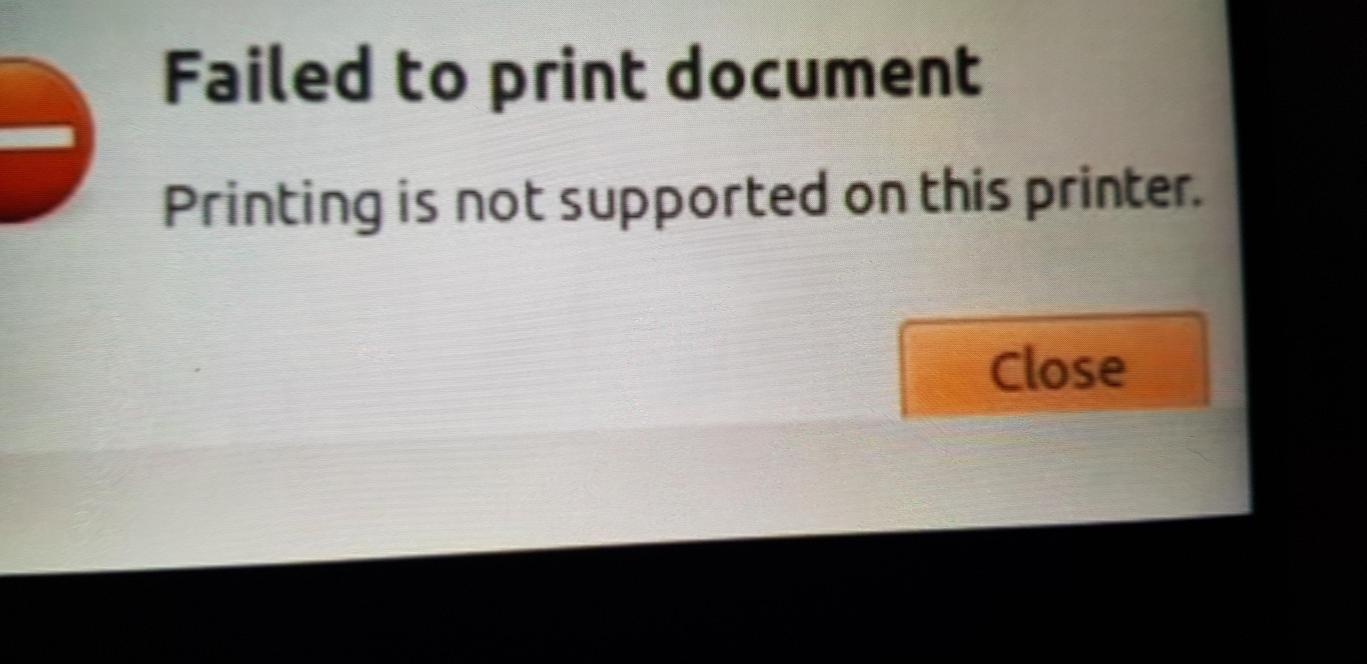 Failed to print document
Printing is not supported on this printer.
Close